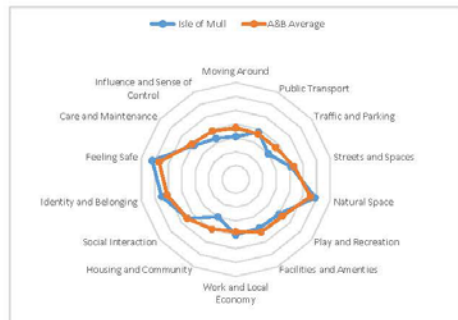 Isle of Mull
A&B Average
Moving Around
Public Transport
Traffic and Parking
Streets and Spaces
Natural Space
Play and Recreation
Facilities and Amenties
Work and Local
Economy
Housing and Community
Social Interaction
Identity and Belonging
Feeling Safe
Care and Maintenance
Influence and Sense of
Control